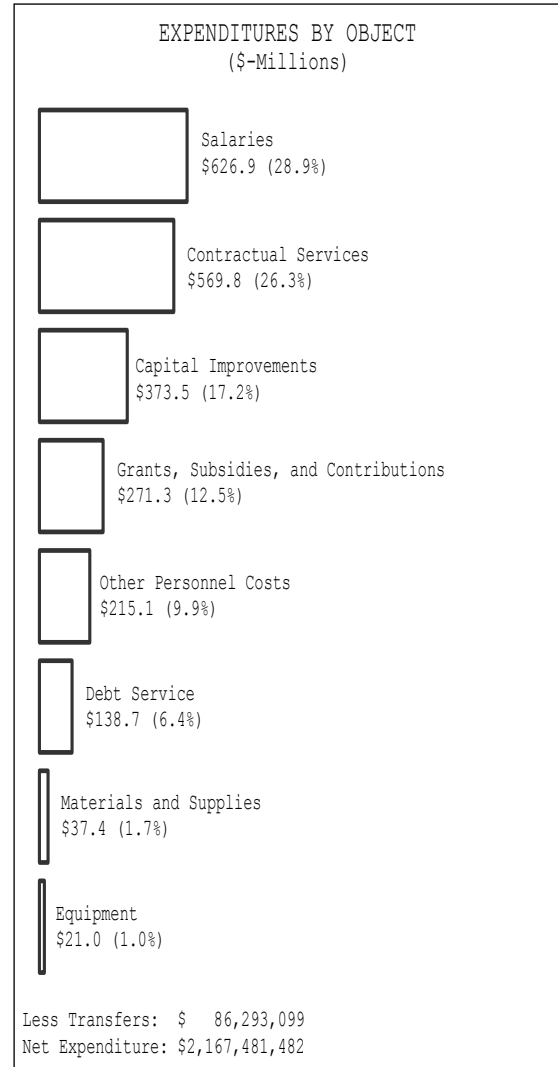 EXPENDITURES BY OBJECT
($-Millions)
Salaries
$626.9 (28.9%)
Contractual Services
$569.8 (26.3%)
Capital Improvements
$373.5 (17.2%)
Grants, Subsidies, and Contributions
$271.3 (12.5%)
Other Personnel Costs
$215.1 (9.9%)
Debt Service
$138.7 (6.4%)
Materials and Supplies
$37.4 (1.7%)
Equipment
$21.0 (1.0%)
Less Transfers: $ 86,293,099
Net Expenditure: $2,167,481,482